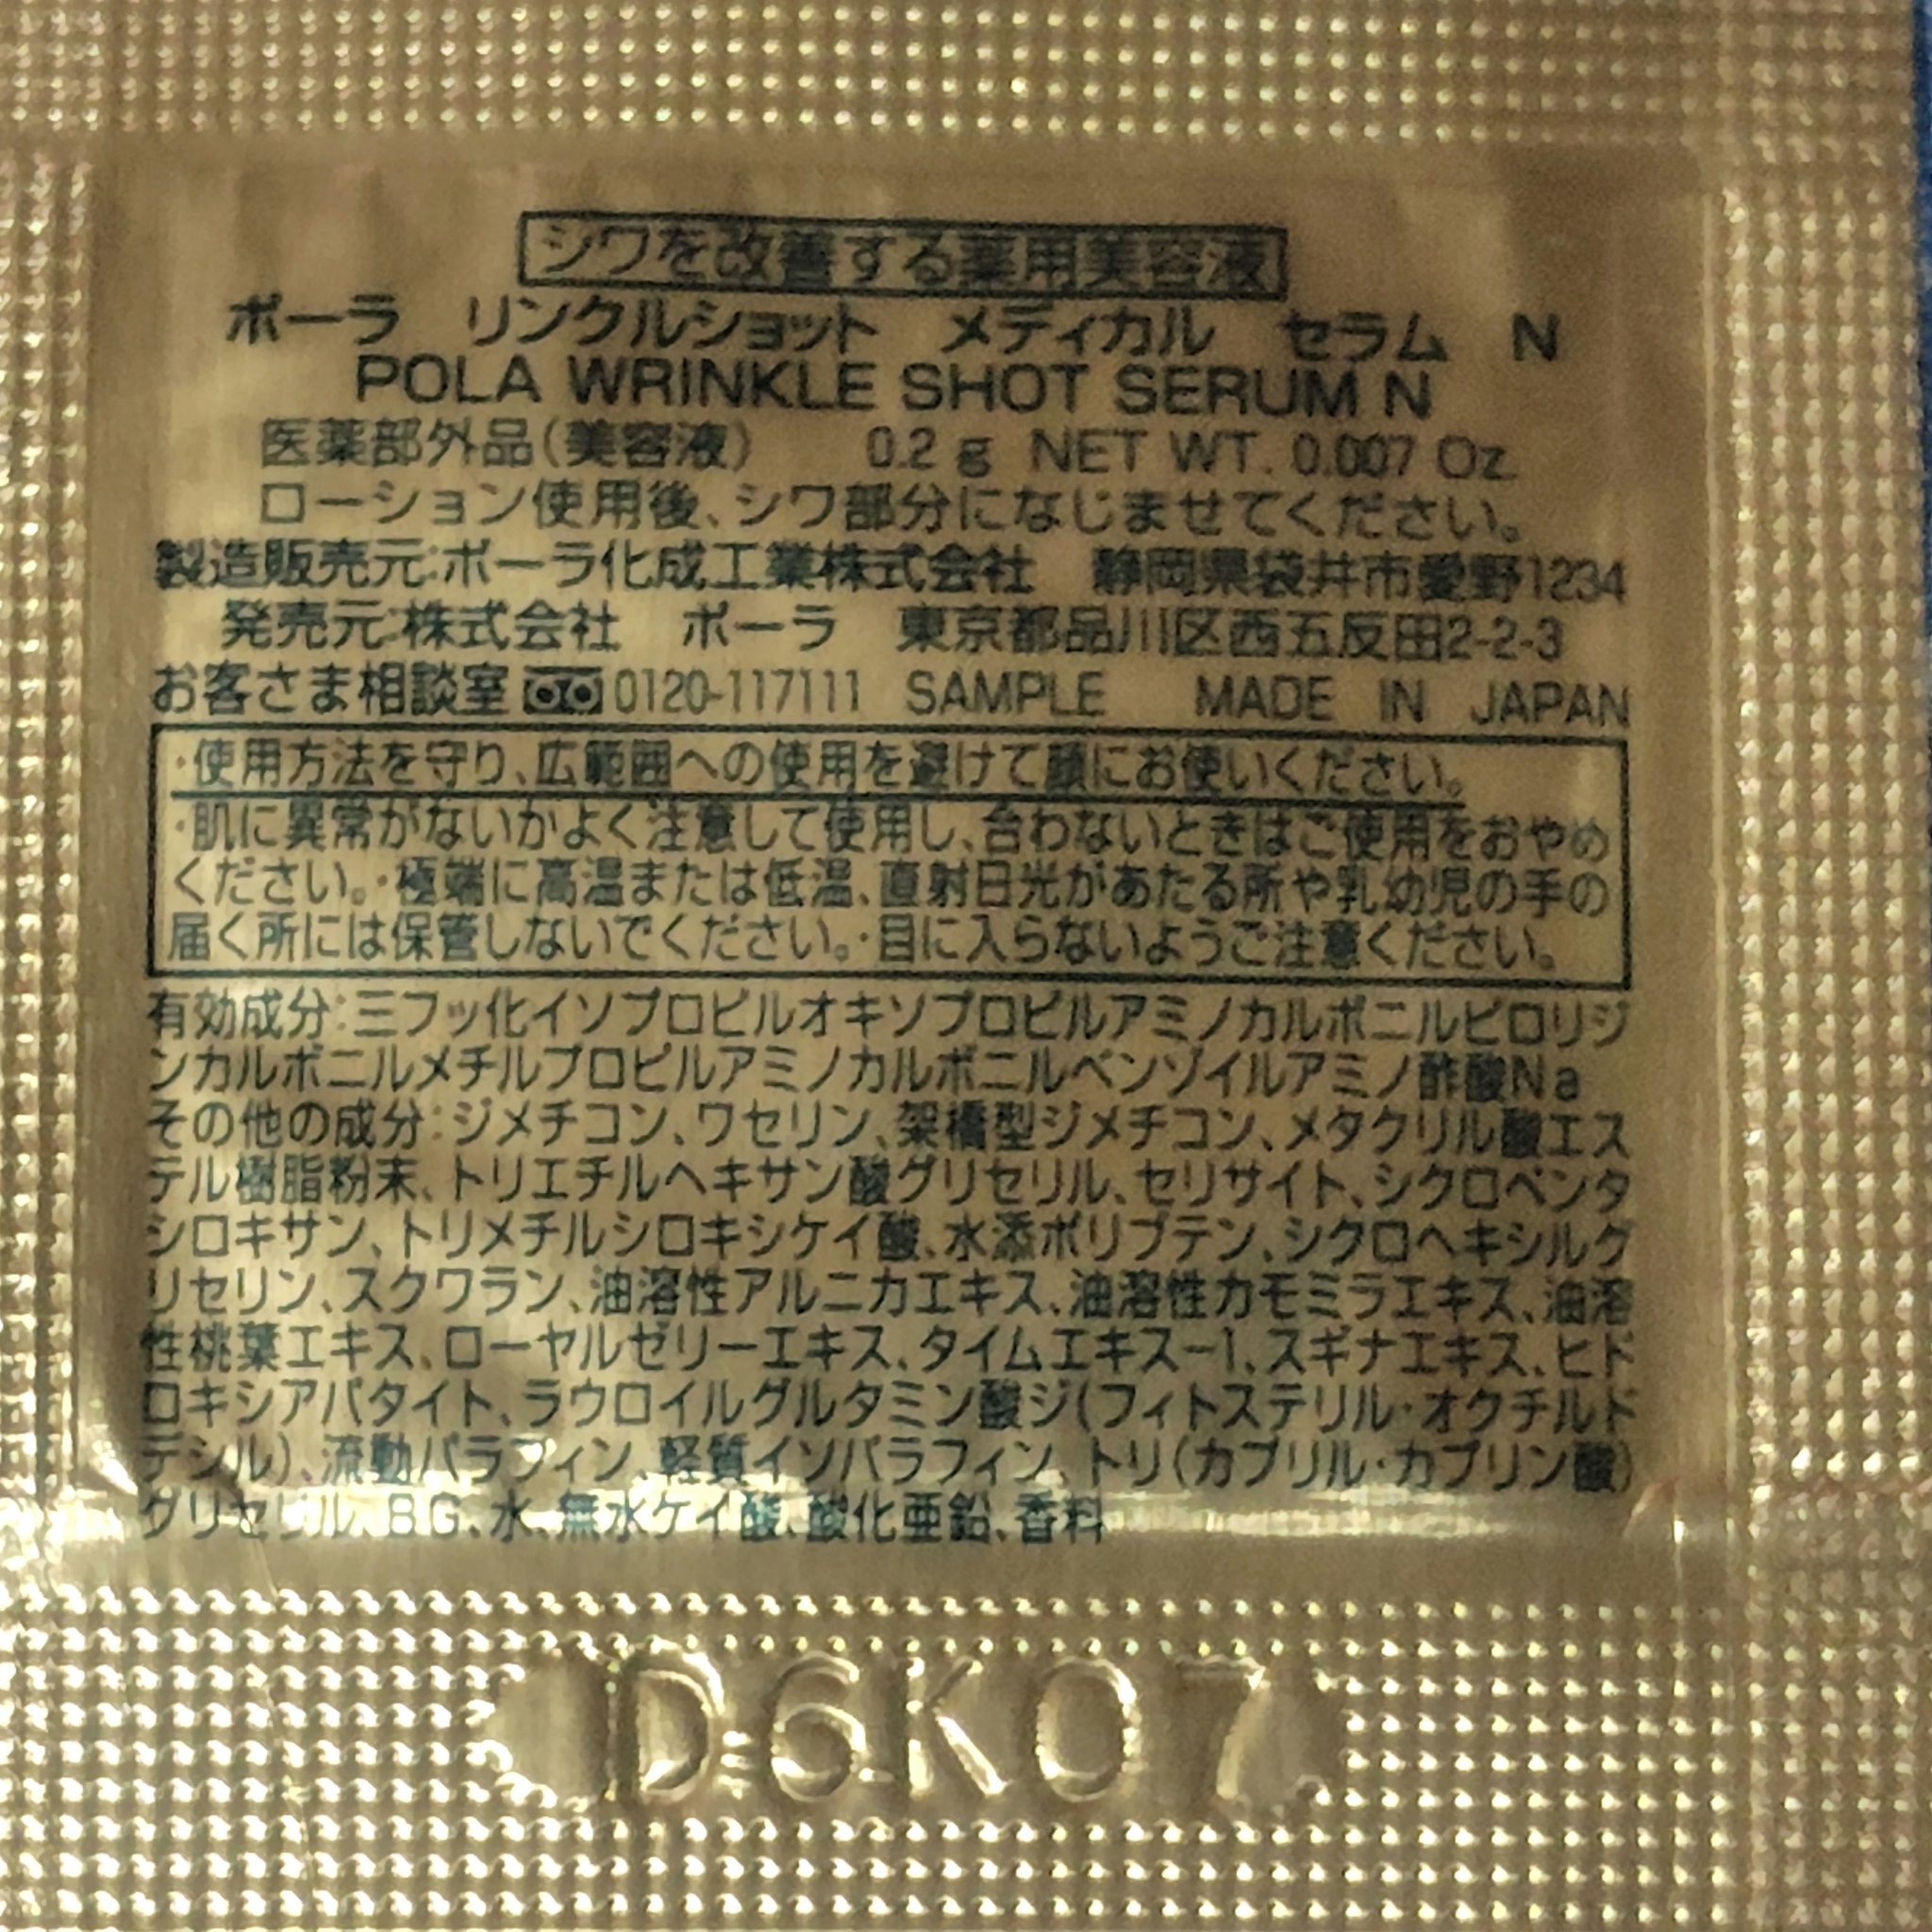 シワを改善する薬用美容液
ポーラ　リンクルショット　メディカル　セラム　N
POLA WRINKLE SHOT SERUM N
医薬部外品(美容液)　0.2 g NET WT. 0.007 Oz.
ローション使用後、シワ部分になじませてください。
製造販売元:ポーラ化成工業株式会社　静岡県袋井市愛野1234
発売元:株式会社　ポーラ　東京都品川区西五反田2-2-3
お客さま相談室 0120-117111 SAMPLE MADE IN JAPAN
・使用方法を守り、広範囲への使用を避けて顔にお使いください。
・肌に異常がないかよく注意して使用し、合わないときはご使用をおやめ
ください。・極端に高温または低温、直射日光があたる所や乳幼児の手の
届く所には保管しないでください。・目に入らないようご注意ください。
有効成分:三フッ化イソプロピルオキソプロピルアミノカルボニルピロリジ
ンカルボニルメチルプロピルアミノカルボニルベンゾイルアミノ酢酸Na
その他の成分:ジメチコン、ワセリン、架橋型ジメチコン、メタクリル酸エス
テル樹脂粉末、トリエチルヘキサン酸グリセリル、セリサイト、シクロペンタ
シロキサン、トリメチルシロキシケイ酸、水添ポリブテン、シクロヘキシルグ
リセリン、スクワラン、油溶性アルニカエキス、油溶性カモミラエキス、油溶
性桃葉エキス、ローヤルゼリーエキス、タイムエキス-1、スギナエキス、ヒド
ロキシアパタイト、ラウロイルグルタミン酸ジ(フィトステリル・オクチルド
デシル)、流動パラフィン、軽質イソパラフィン、トリ(カプリル・カプリン酸)
グリセリル、BG、水、無水ケイ酸、酸化亜鉛、香料
D6K07